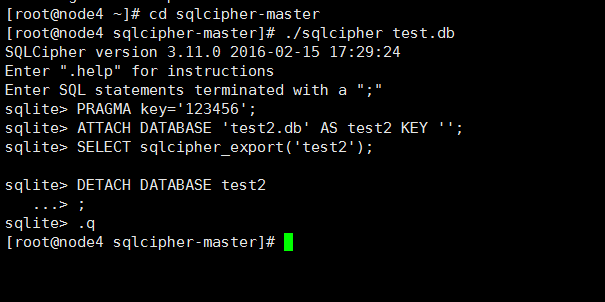 [root@node4 ~]# cd sqlcipher-master
[root@node4 sqlcipher-master]# ./sqlcipher test.db
SQLCipher version 3.11.0 2016-02-15 17:29:24
Enter ".help" for instructions
Enter SQL statements terminated with a ";"
sqlite> PRAGMA key='123456';
sqlite> ATTACH DATABASE 'test2.db' AS test2 KEY '';
sqlite> SELECT sqlcipher_export('test2');
sqlite> DETACH DATABASE test2
...> ;
sqlite> .q
[root@node4 sqlcipher-master]#